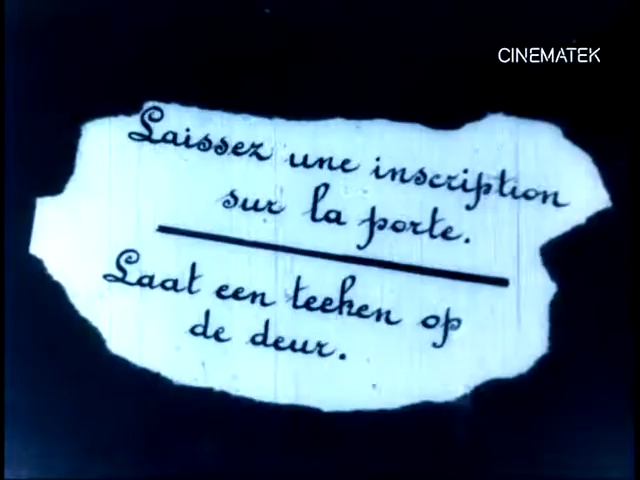 CINEMATEK
Laissez une inscription
sur la porte.
Laat een teeken op
de deur.